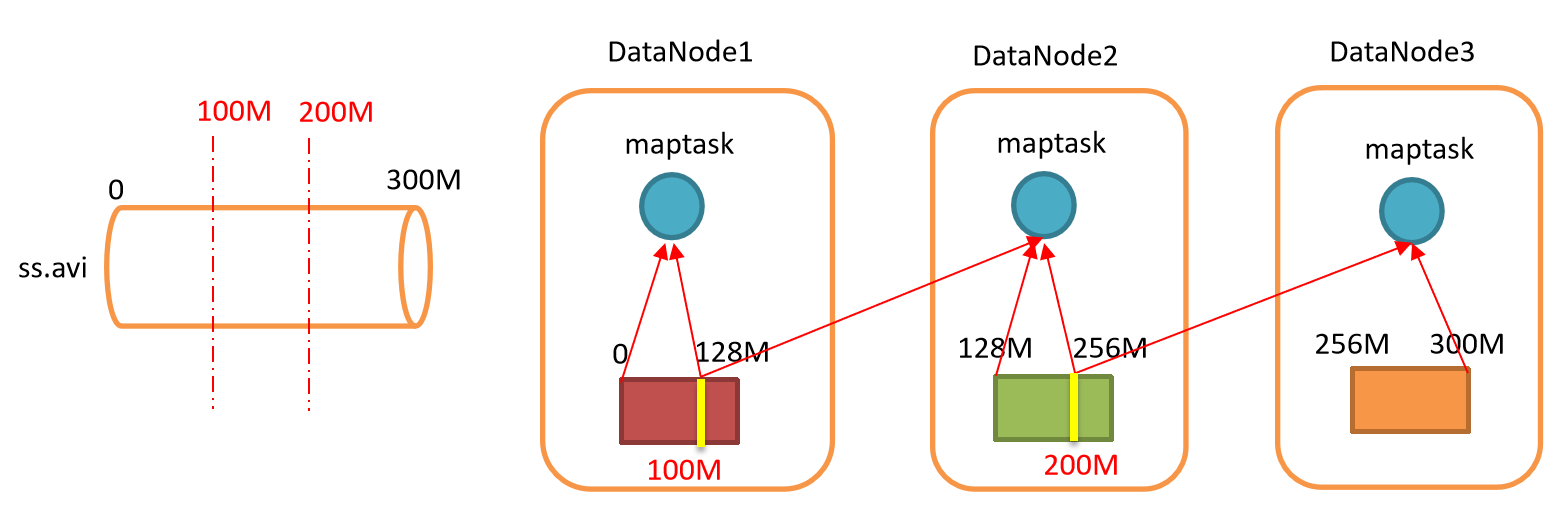 ss.avi
0
100M
200M
300M
DataNode1
maptask
0
128M
100M
DataNode2
maptask
128M
256M
200M
DataNode3
maptask
256M
300M